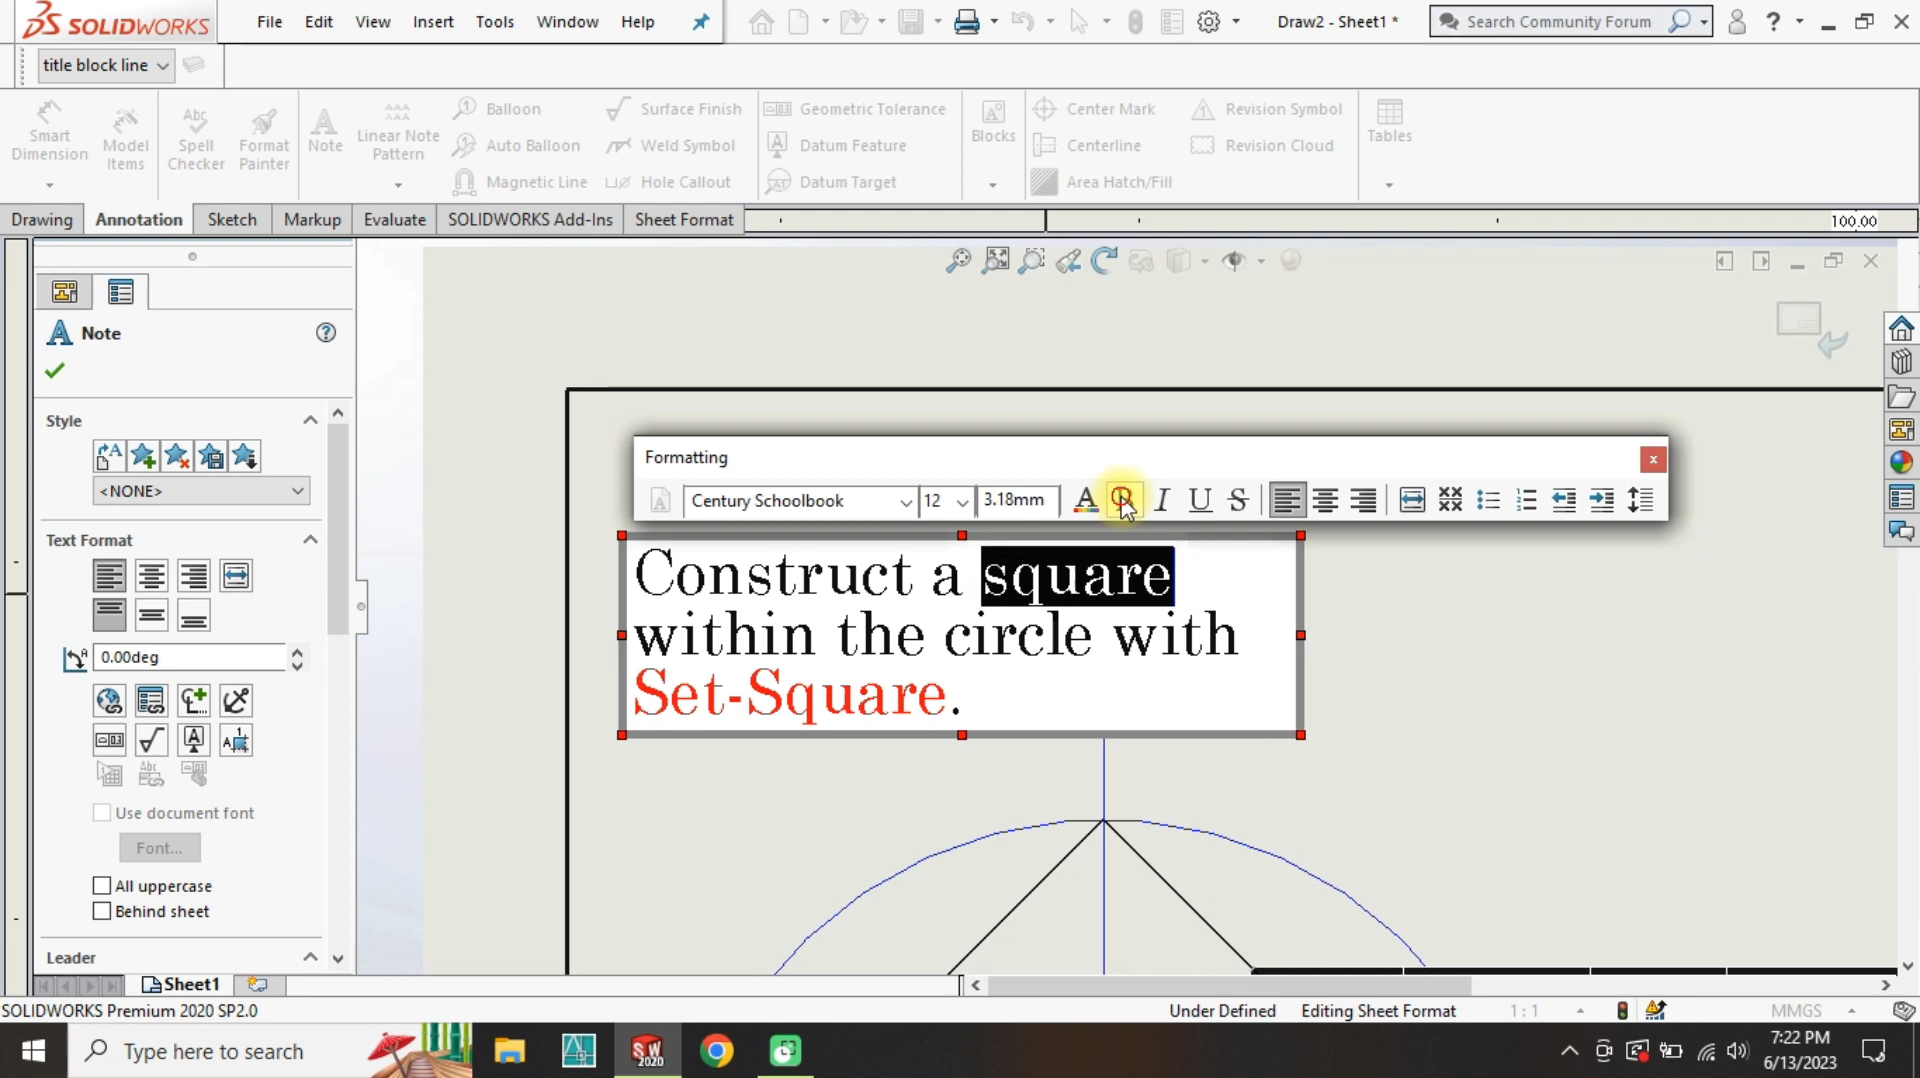 SOLIDWORKS File Edit View Insert Tools Window Help Draw2 - Sheet1 * Search Community Forum ?
title block line
Smart Dimension
Model Items
Abc
Spell Checker
Format Painter
Note
Linear Note Pattern
Balloon
Auto Balloon
Magnetic Line
Surface Finish
Weld Symbol
Hole Callout
Geometric Tolerance
Datum Feature
Datum Target
Blocks
Center Mark
Centerline
Area Hatch/Fill
Revision Symbol
Revision Cloud
Tables
Drawing Annotation Sketch Markup Evaluate SOLIDWORKS Add-Ins Sheet Format 100.00
Note
Style
<NONE>
Text Format
0.00deg
Use document font
Font...
All uppercase
Behind sheet
Leader
Formatting
Century Schoolbook 12 3.18mm A I U S
Construct a square
within the circle with
Set-Square.
Sheet1
SOLIDWORKS Premium 2020 SP2.0 Under Defined Editing Sheet Format 1 : 1 MMGS
Type here to search
SW
2020
7:22 PM
6/13/2023